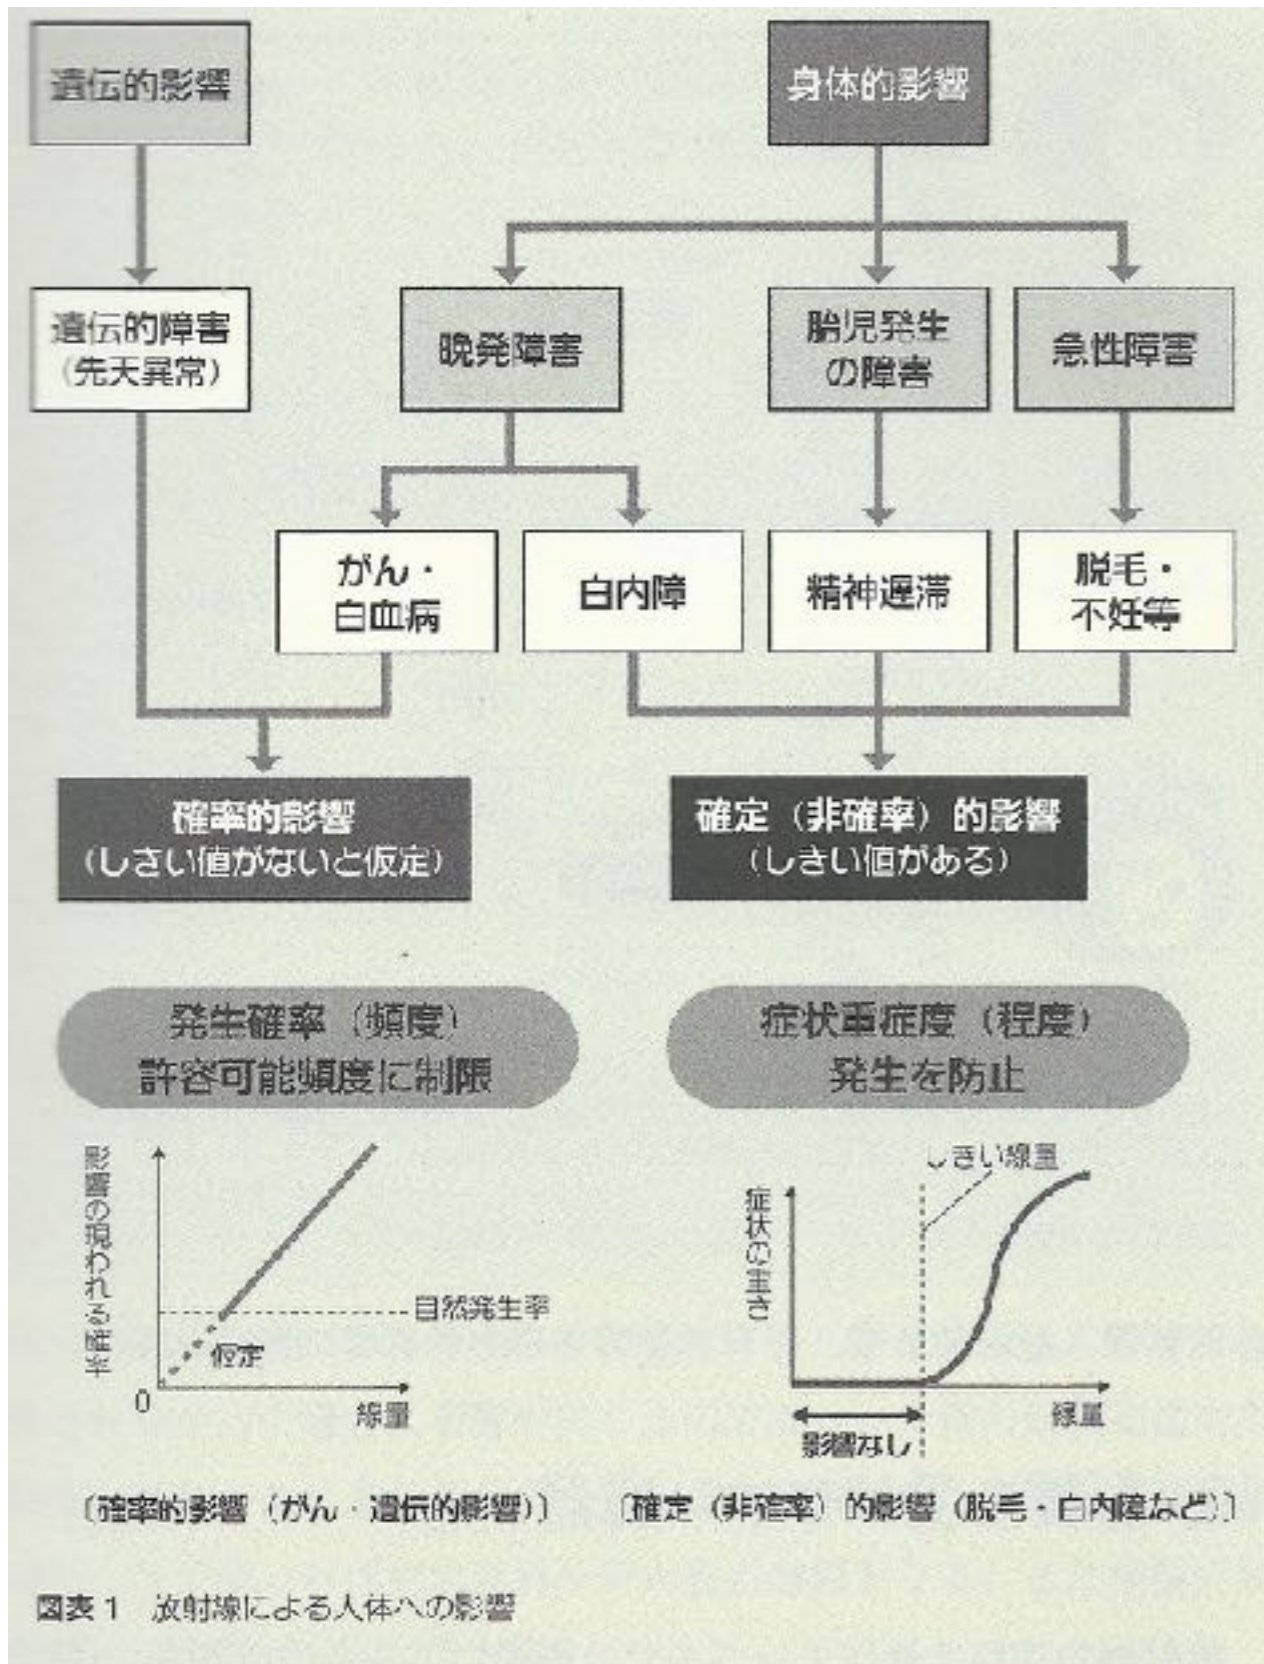 遺伝的影響
身体的影響
遺伝的障害
(先天異常)
晩発障害
胎児発生
の障害
急性障害
がん・
白血病
白内障
精神遅滞
脱毛・
不妊等
確率的影響
(しきい値がないと仮定)
確定(非確率)的影響
(しきい値がある)
発生確率(頻度)
許容可能頻度に制限
症状重症度(程度)
発生を防止
自然発生率
仮定
0
線量
しきい線量
症状の重さ
線量
影響なし
〔確率的影響(がん・遺伝的影響)〕
〔確定(非確率)的影響(脱毛・白内障など)〕
図表1 放射線による人体への影響